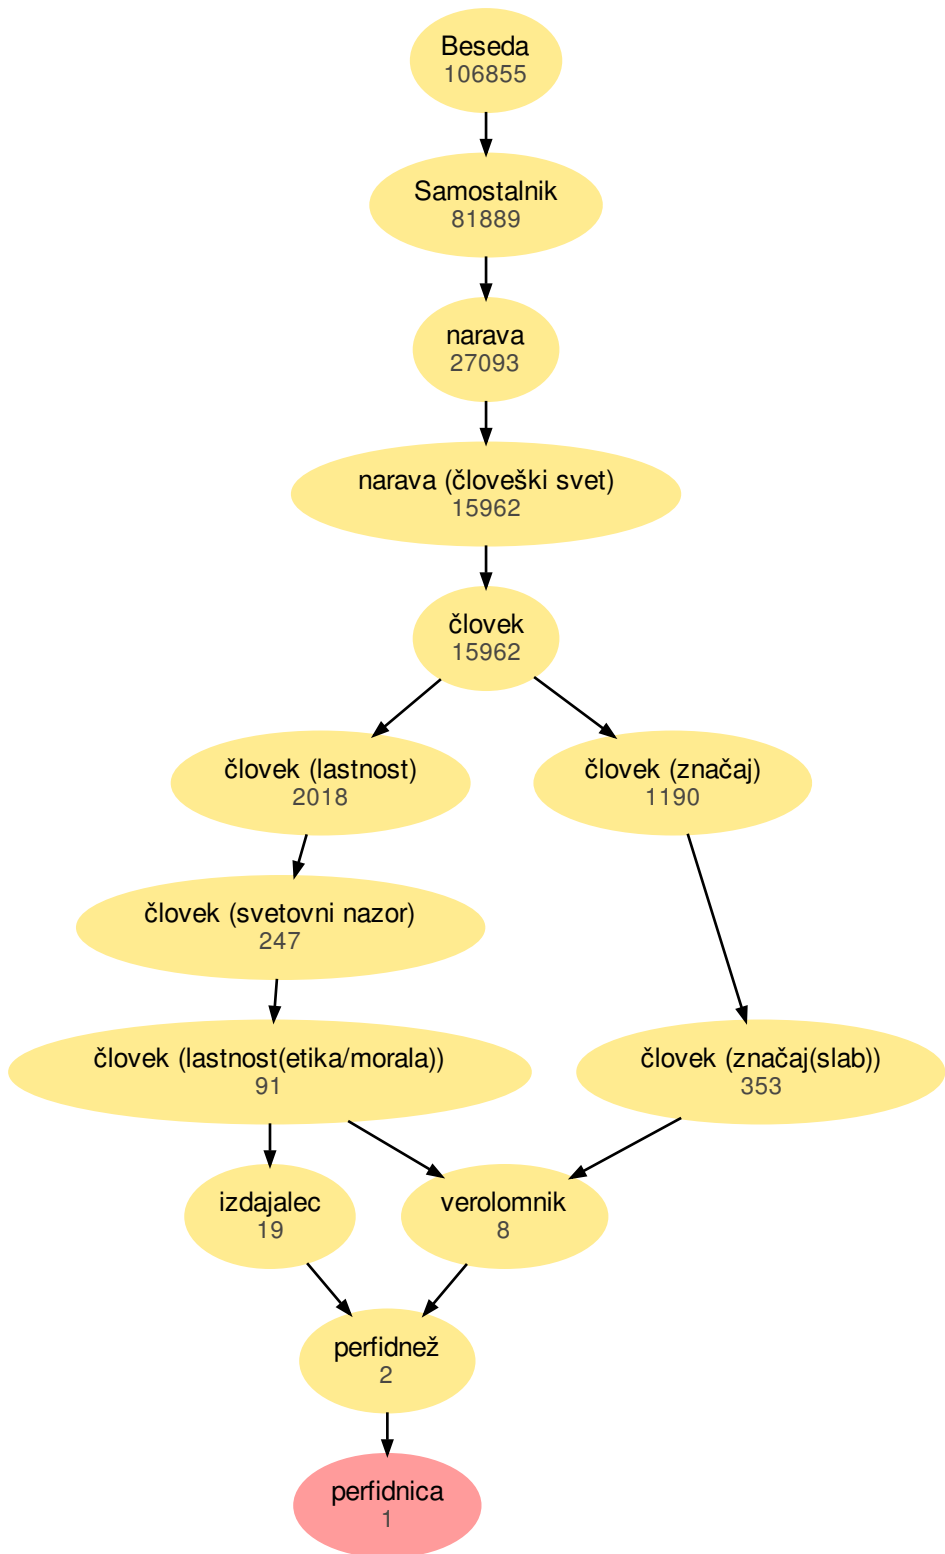 Beseda
106855
Samostalnik
81889
narava
27093
narava (človeški svet)
15962
človek
15962
človek (lastnost)
2018
človek (značaj)
1190
človek (svetovni nazor)
247
človek (lastnost(etika/morala))
91
človek (značaj(slab))
353
izdajalec
19
verolomnik
8
perfidnež
2
perfidnica
1